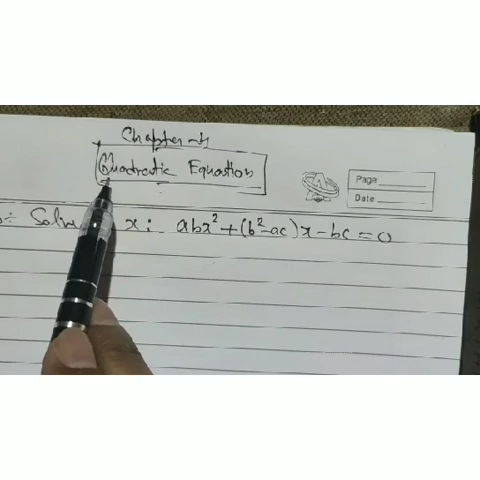 Chapter-4
Quadratic Equation
Page
Date
Solve x: abx²+(b²-ac)x-bc=0